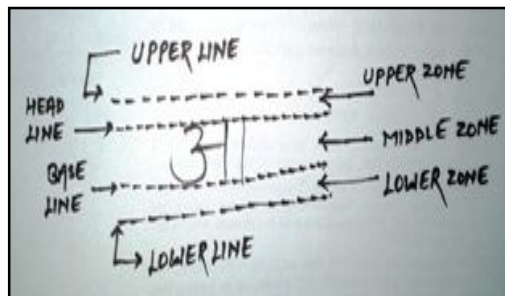 UPPER LINE
UPPER ZONE
HEAD LINE
आ
MIDDLE ZONE
BASE LINE
LOWER ZONE
LOWER LINE